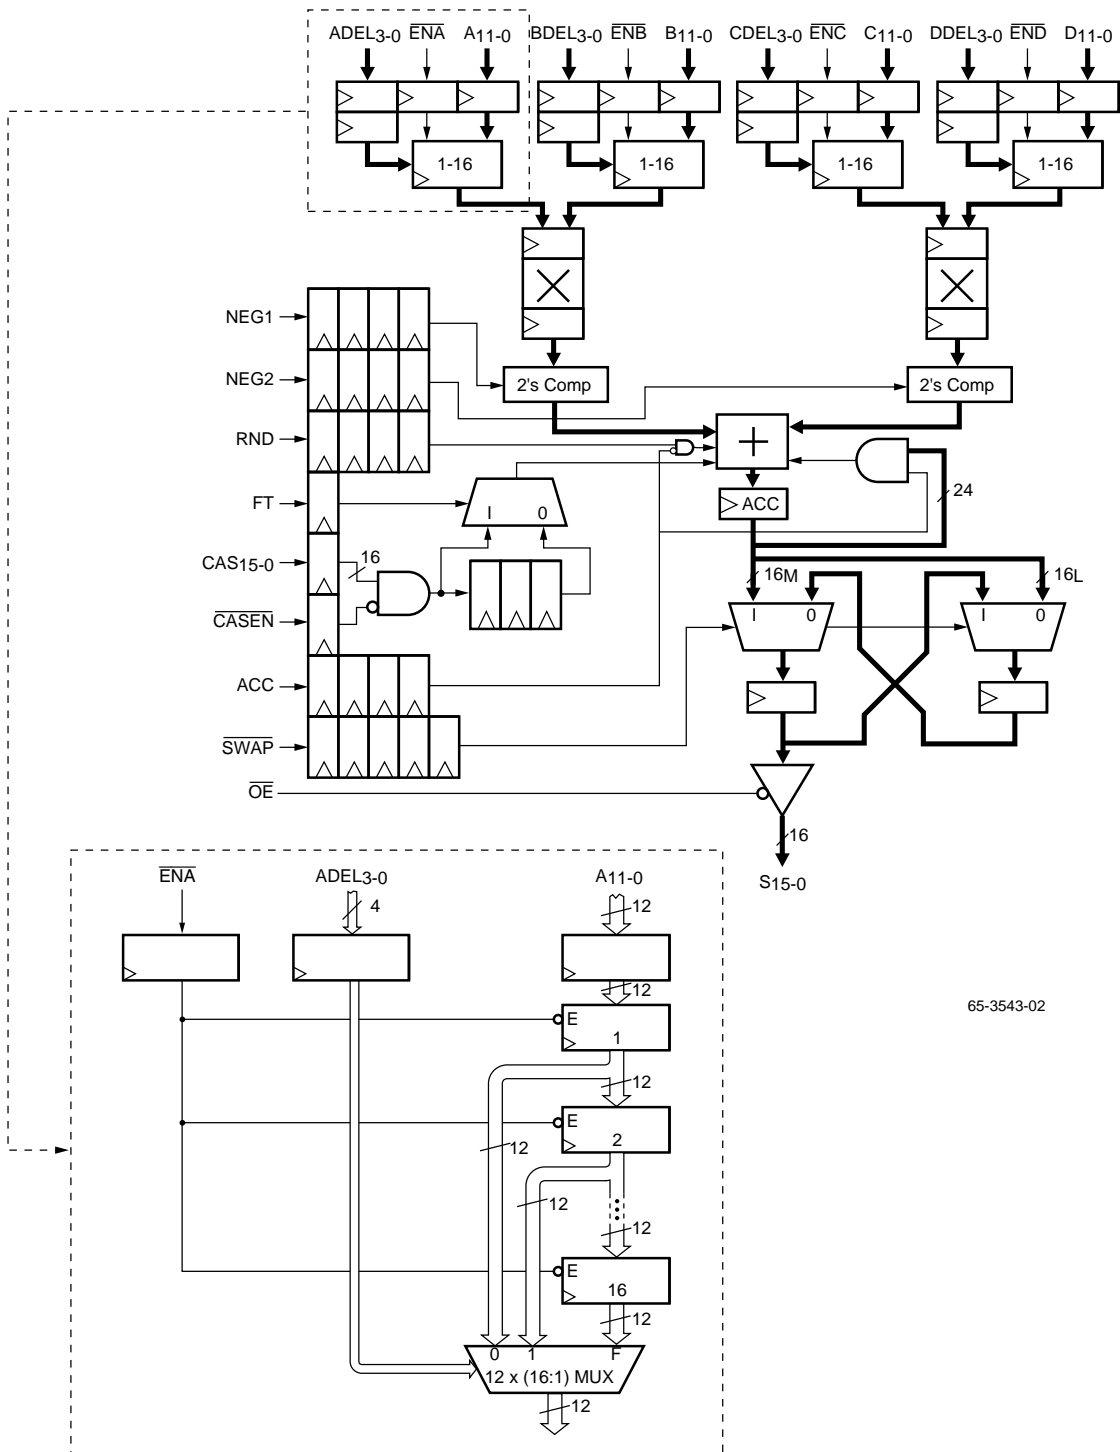 ADEL3-0 ENA A11-0 BDEL3-0 ENB B11-0 CDEL3-0 ENC C11-0 DDEL3-0 END D11-0
1-16 1-16 1-16 1-16
NEG1
NEG2
2's Comp 2's Comp
RND
FT
I 0
ACC
24
CAS15-0
16
16M 16L
CASEN
I 0 I 0
ACC
SWAP
OE
16
S15-0
ENA ADEL3-0 A11-0
4 12
12
E
1
12
E
2
12
12
12
E
16
12
0 1 F
12 x (16:1) MUX
12
65-3543-02